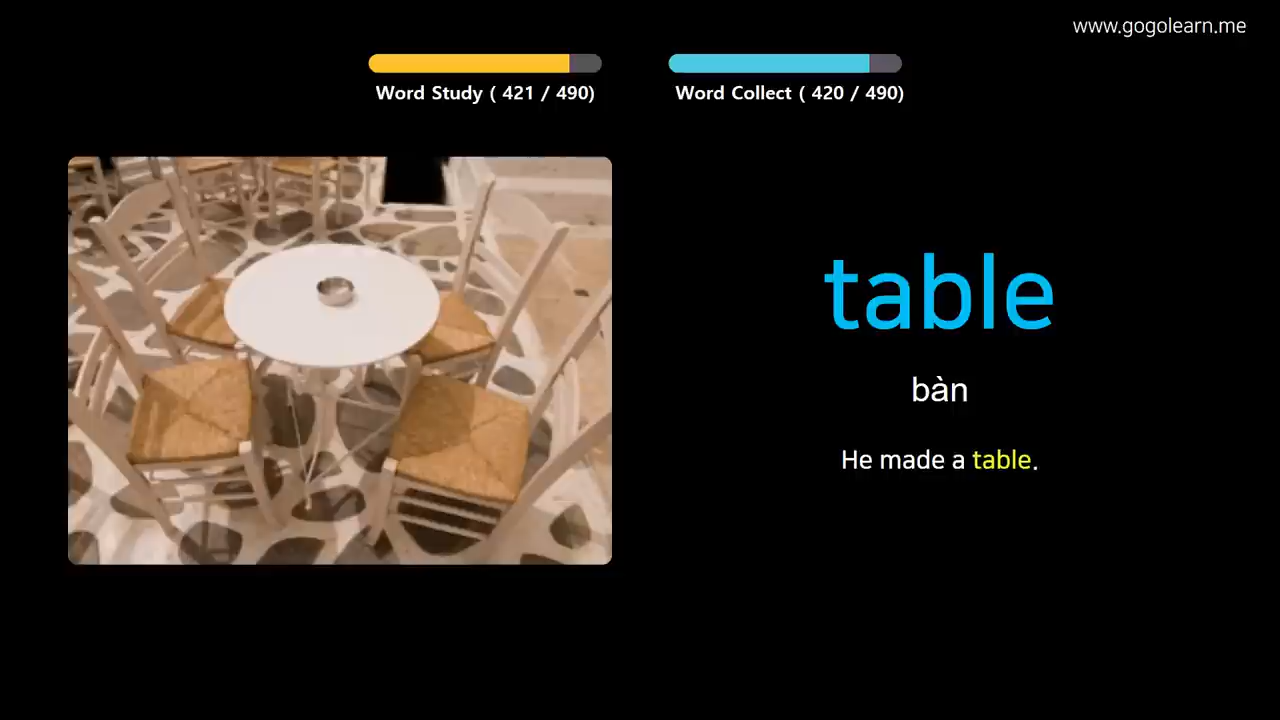 www.gogolearn.me
Word Study ( 421 / 490)
Word Collect ( 420 / 490)
table
bàn
He made a table.